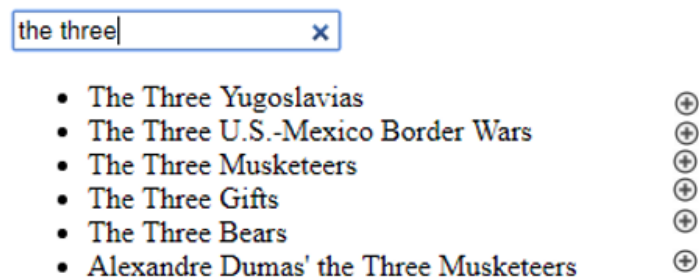 the three
The Three Yugoslavias
The Three U.S.-Mexico Border Wars
The Three Musketeers
The Three Gifts
The Three Bears
Alexandre Dumas' the Three Musketeers